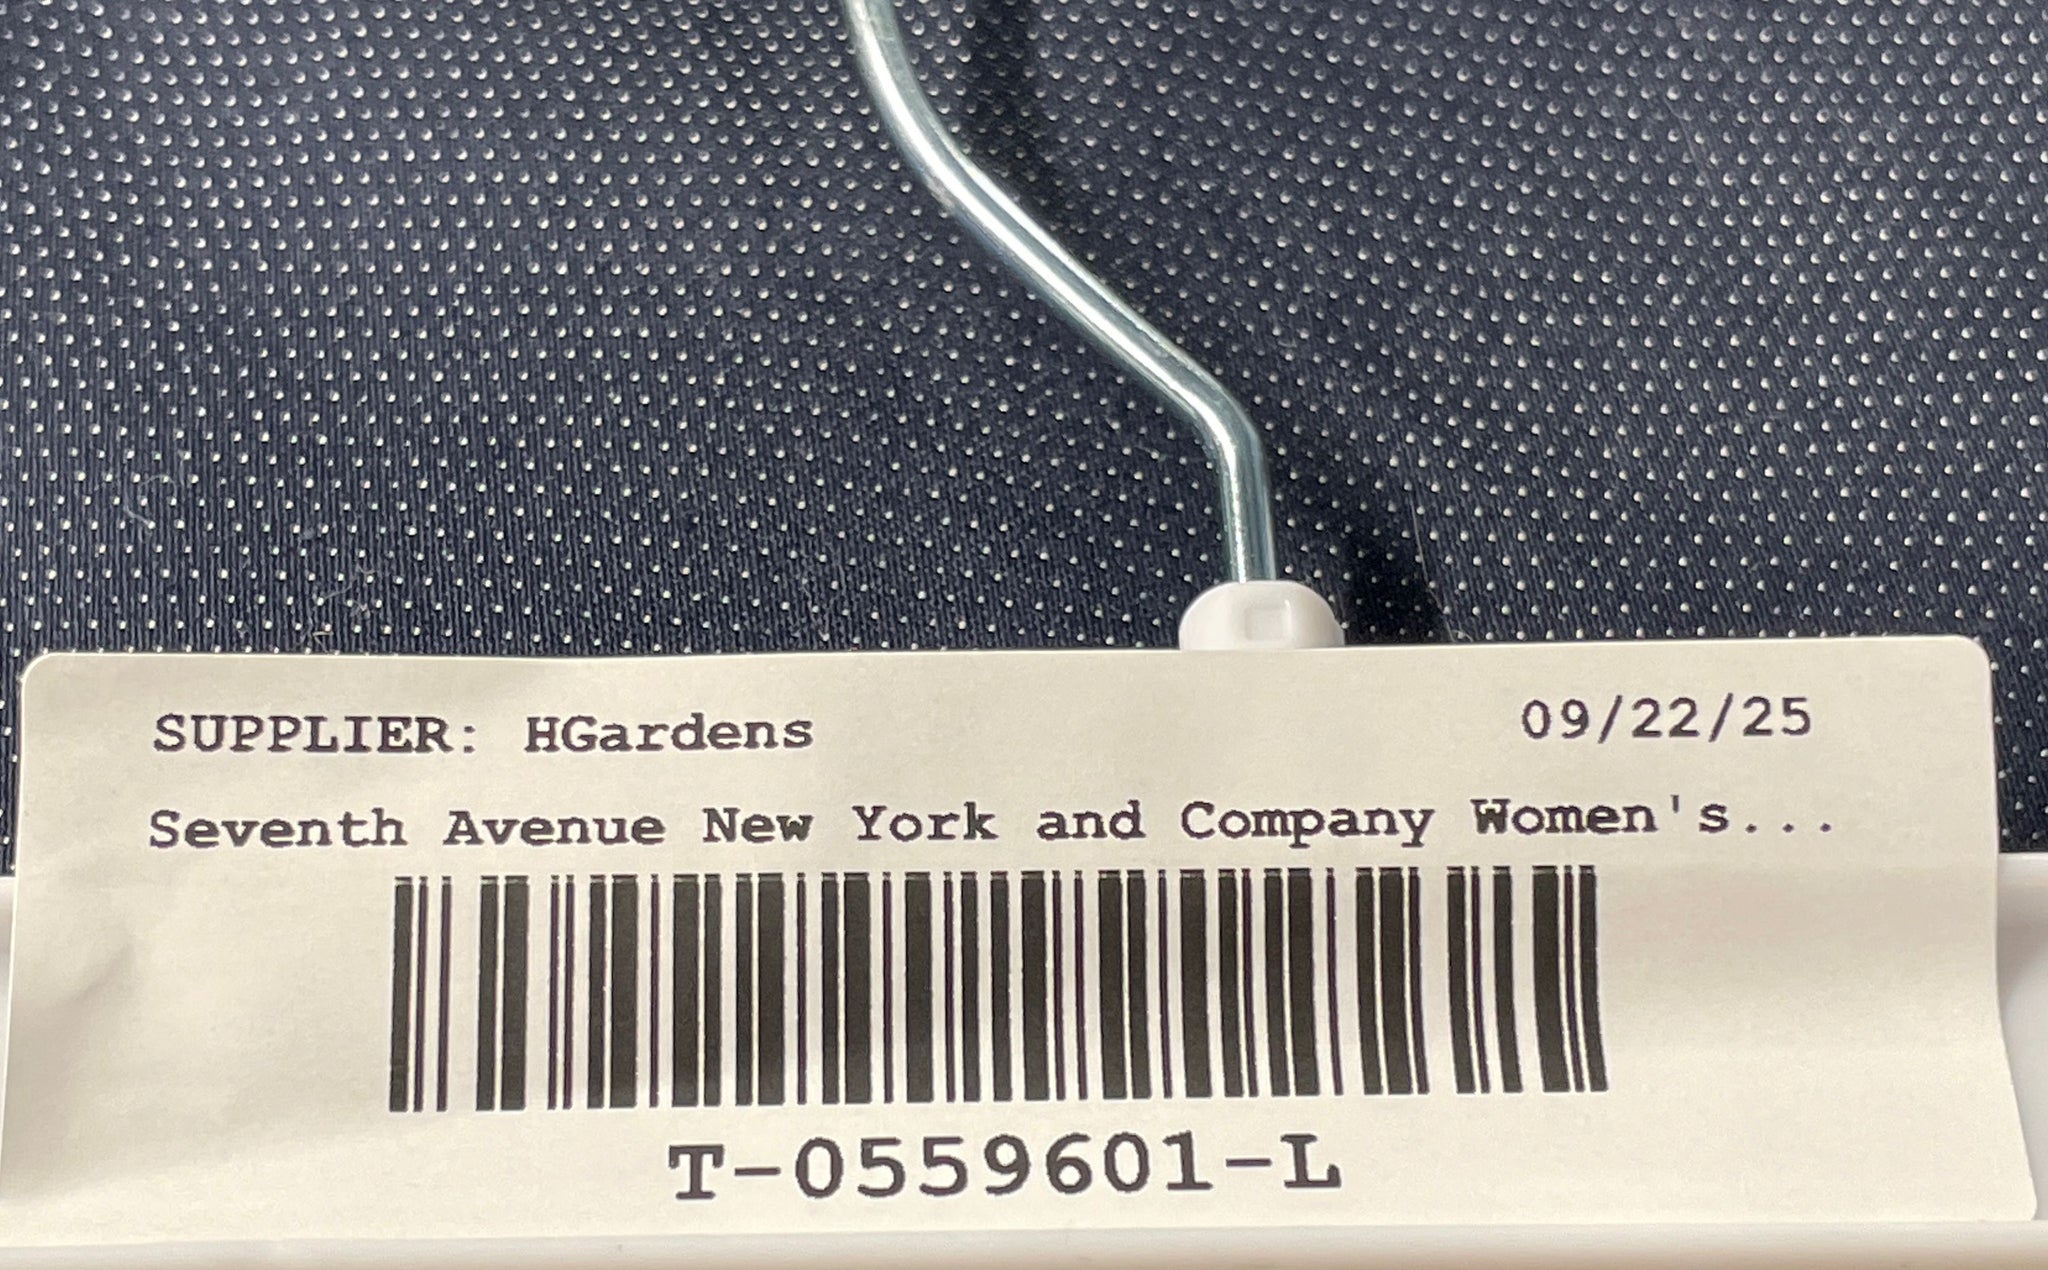 SUPPLIER: HGardens 09/22/25
Seventh Avenue New York and Company Women's...
T-0559601-L